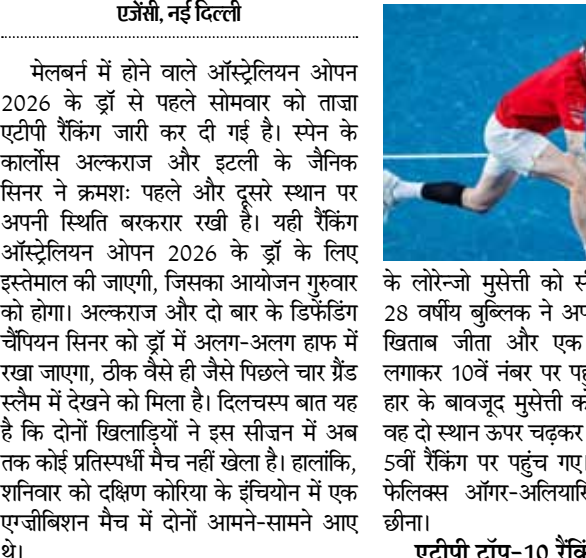 एजेंसी, नई दिल्ली
मेलबर्न में होने वाले ऑस्ट्रेलियन ओपन
2026 के ड्रॉ से पहले सोमवार को ताज़ा
एटीपी रैंकिंग जारी कर दी गई है। स्पेन के
कार्लोस अल्कराज और इटली के जैनिक
सिनर ने क्रमशः पहले और दूसरे स्थान पर
अपनी स्थिति बरकरार रखी है। यही रैंकिंग
ऑस्ट्रेलियन ओपन 2026 के ड्रॉ के लिए
इस्तेमाल की जाएगी, जिसका आयोजन गुरुवार
को होगा। अल्कराज और दो बार के डिफेंडिंग
चैंपियन सिनर को ड्रॉ में अलग-अलग हाफ में
रखा जाएगा, ठीक वैसे ही जैसे पिछले चार ग्रैंड
स्लैम में देखने को मिला है। दिलचस्प बात यह
है कि दोनों खिलाड़ियों ने इस सीज़न में अब
तक कोई प्रतिस्पर्धी मैच नहीं खेला है। हालांकि,
शनिवार को दक्षिण कोरिया के इंचियोन में एक
एग्ज़ीबिशन मैच में दोनों आमने-सामने आए
थे।
के लोरेन्जो मुसेत्ती को
28 वर्षीय बुब्लिक ने
खिताब जीता और एक
लगाकर 10वें नंबर पर
हार के बावजूद मुसेत्ती
वह दो स्थान ऊपर चढ़कर
5वीं रैंकिंग पर पहुंच गए।
फेलिक्स
छीना।
एटीपी टॉप-10